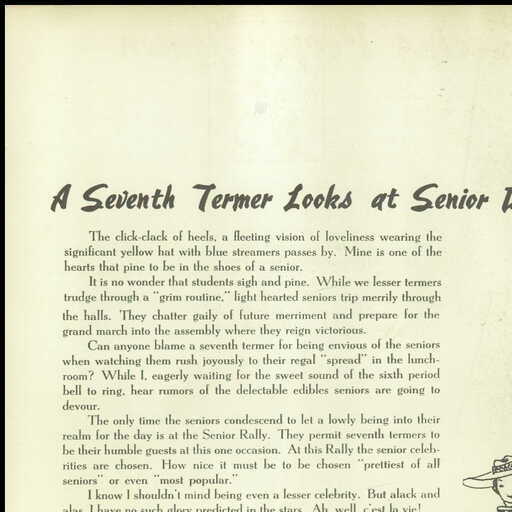 A Seventh Termer Looks at Senior
The click-clack of heels, a fleeting vision of loveliness wearing the
significant yellow hat with blue streamers passes by. Mine is one of the
hearts that pine to be in the shoes of a senior.
It is no wonder that students sigh and pine. While we lesser termers
trudge through a "grim routine," light hearted seniors trip merrily through
the halls. They chatter gaily of future merriment and prepare for the
grand march into the assembly where they reign victorious.
Can anyone blame a seventh termer for being envious of the seniors
when watching them rush joyously to their regal "spread" in the lunch-
room? While I, eagerly waiting for the sweet sound of the sixth period
bell to ring, hear rumors of the delectable edibles seniors are going to
devour.
The only time the seniors condescend to let a lowly being into their
realm for the day is at the Senior Rally. They permit seventh termers to
be their humble guests at this one occasion. At this Rally the senior celeb-
rities are chosen. How nice it must be to be chosen "prettiest of all
seniors" or even "most popular."
I know I shouldn't mind being even a lesser celebrity. But alack and
alas, I have no such glory predicted in the stars. Ah, well, c'est la vie!